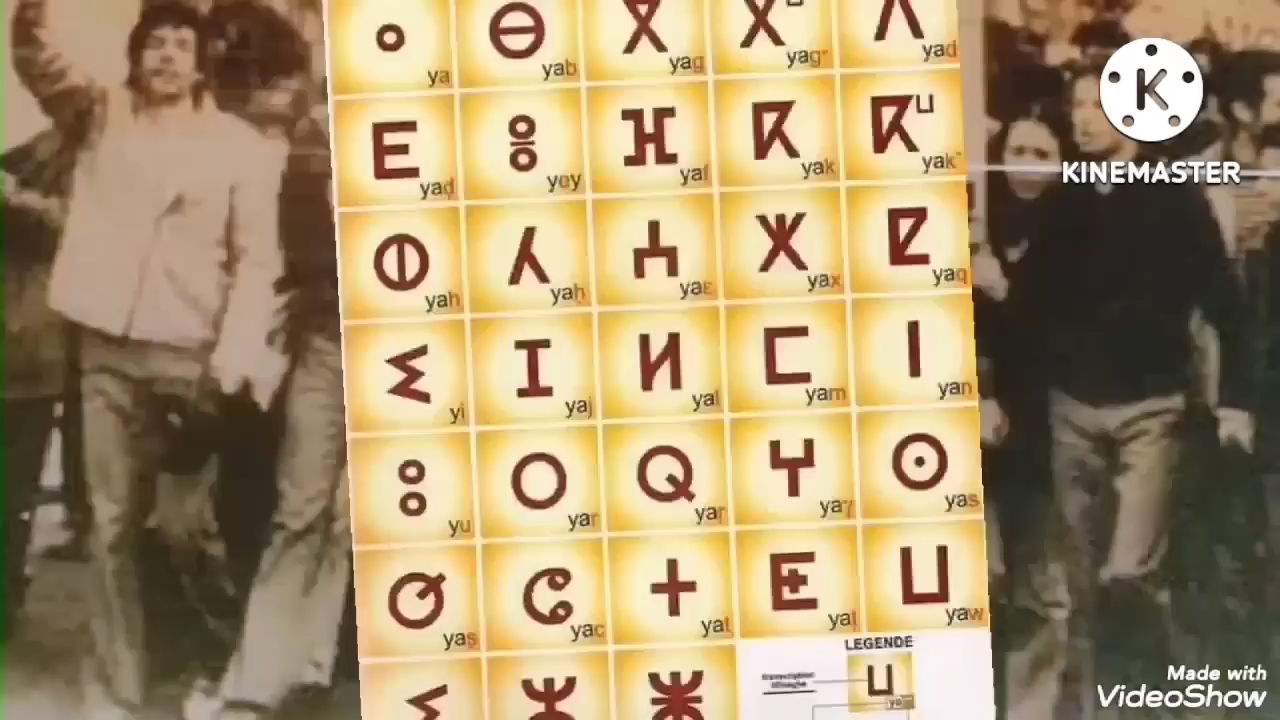 ⴰ ya ⴱ yab ⴳ yag ⴳⵯ yagʷ ⴷ yad
ⴹ yaḍ ⴻ yey ⴼ yaf ⴽ yak ⴽⵯ yakʷ
ⵀ yah ⵃ yaḥ ⵄ yaɛ ⵅ yax ⵇ yaq
ⵉ yi ⵊ yaj ⵍ yal ⵎ yam ⵏ yan
ⵓ yu ⵔ yar ⵕ yaṛ ⵖ yaɣ ⵙ yas
ⵚ yaṣ ⵛ yac ⵜ yat ⵟ yaṭ ⵡ yaw
LEGENDE
ⵡ
KINEMASTER
Made with
VideoShow